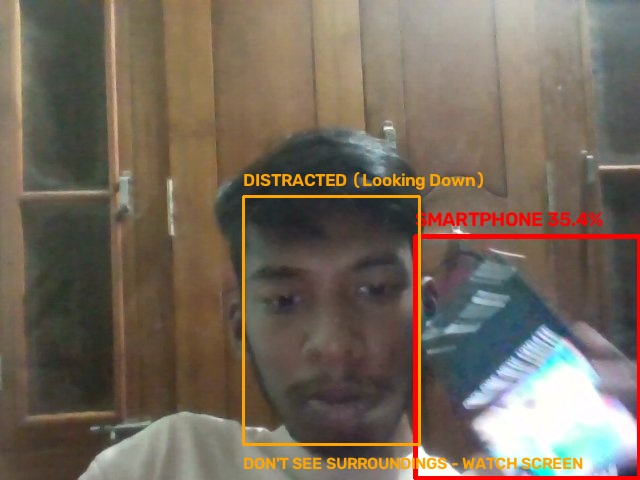 DISTRACTED (Looking Down)
SMARTPHONE 35.4%
DON'T SEE SURROUNDINGS - WATCH SCREEN